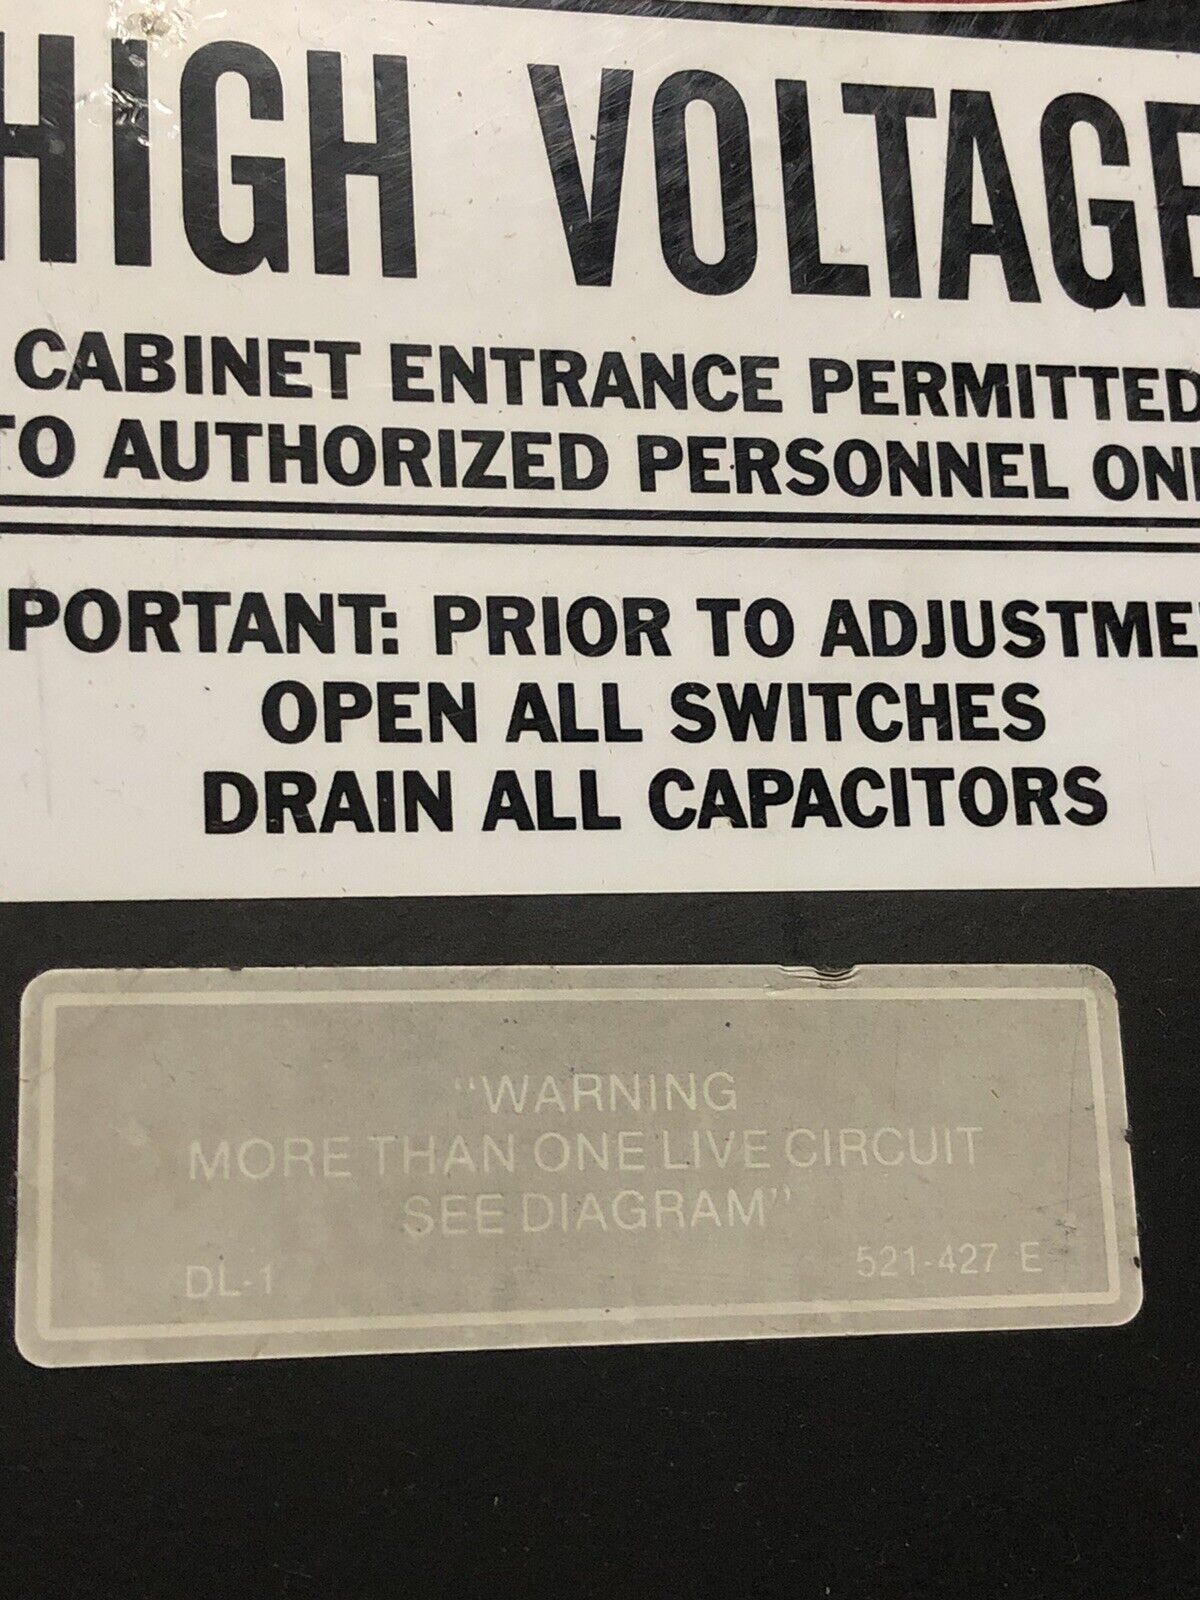 HIGH VOLTAGE
CABINET ENTRANCE PERMITTED
TO AUTHORIZED PERSONNEL ONL
PORTANT: PRIOR TO ADJUSTME
OPEN ALL SWITCHES
DRAIN ALL CAPACITORS
"WARNING
MORE THAN ONE LIVE CIRCUIT
SEE DIAGRAM"
DL-1 521-427 E